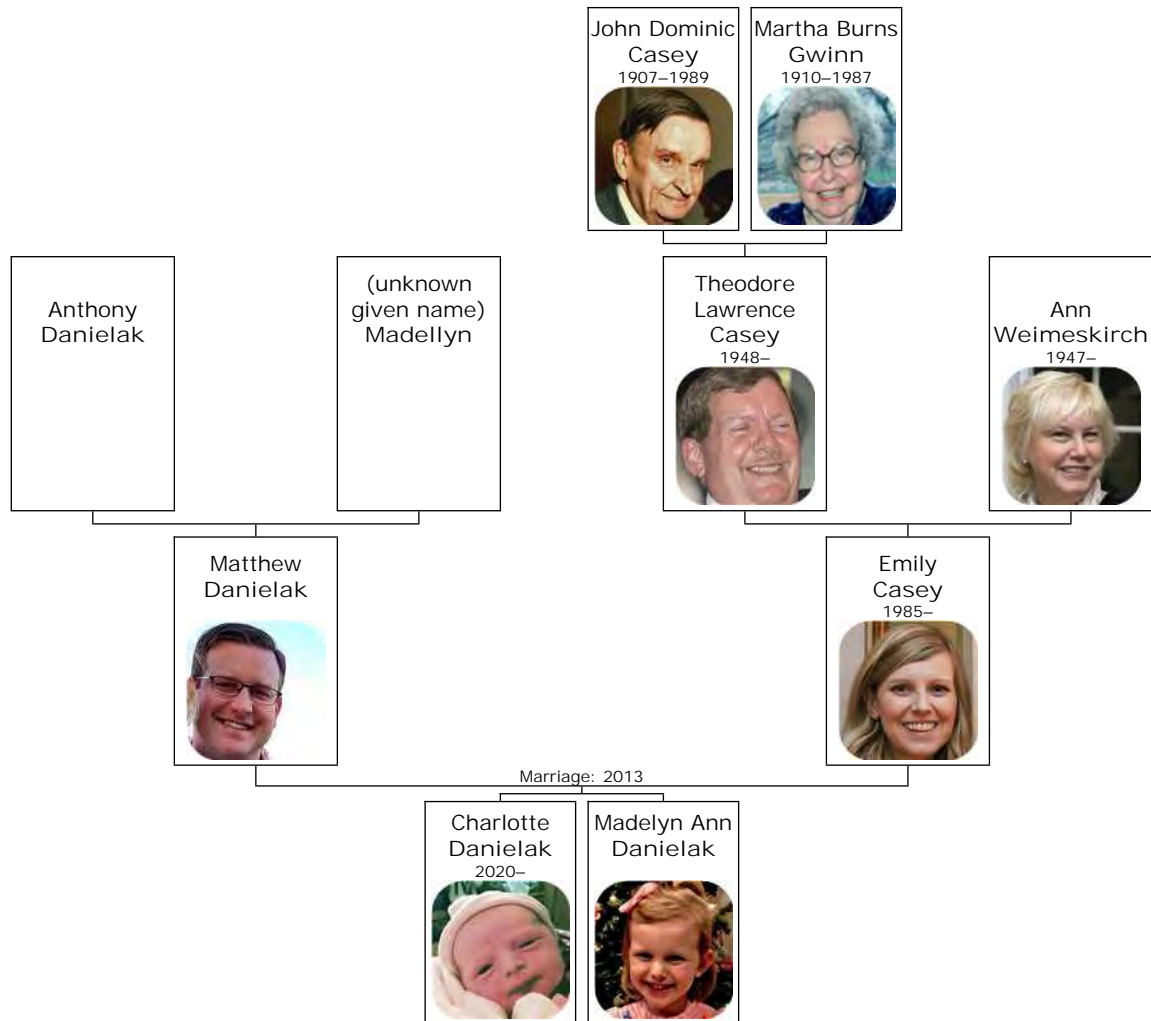 John Dominic
Casey
1907–1989
Martha Burns
Gwinn
1910–1987
Anthony
Danielak
(unknown
given name)
Madellyn
Theodore
Lawrence
Casey
1948–
Ann
Weimeskirch
1947–
Matthew
Danielak
Emily
Casey
1985–
Marriage: 2013
Charlotte
Danielak
2020–
Madelyn Ann
Danielak